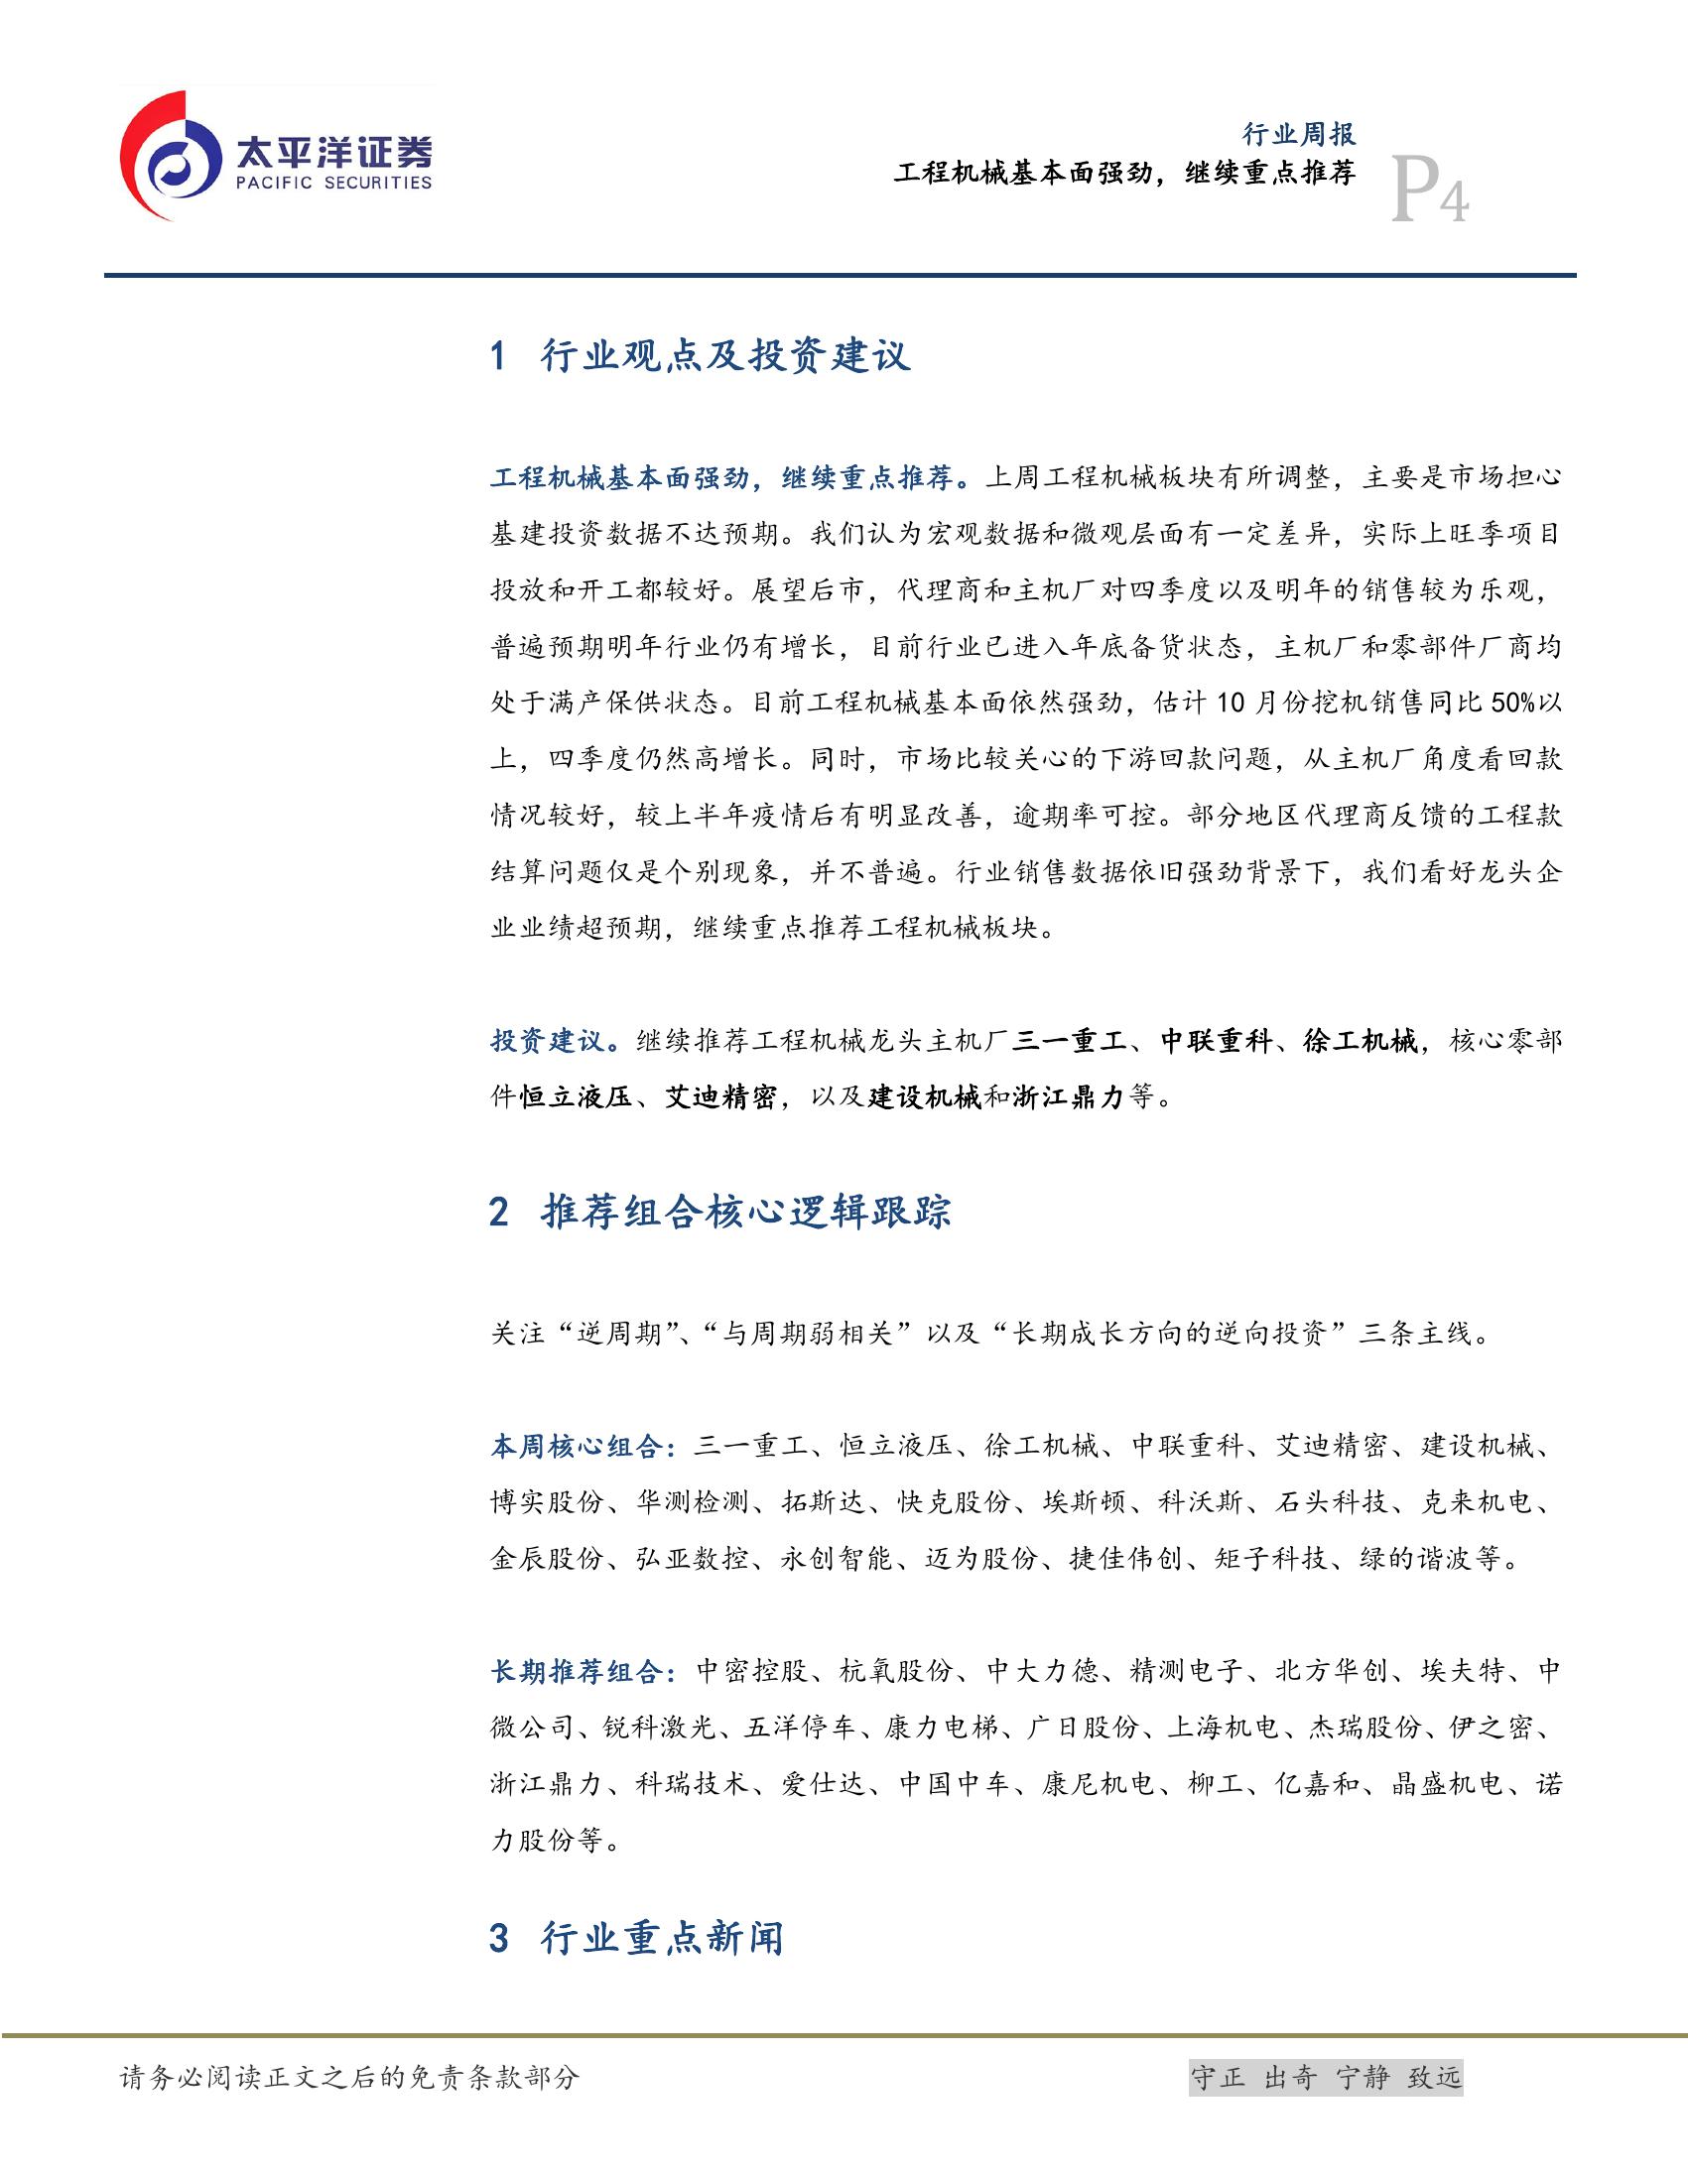 太平洋证券
PACIFIC SECURITIES
行业周报
工程机械基本面强劲，继续重点推荐
P4
1 行业观点及投资建议
工程机械基本面强劲，继续重点推荐。上周工程机械板块有所调整，主要是市场担心
基建投资数据不达预期。我们认为宏观数据和微观层面有一定差异，实际上旺季项目
投放和开工都较好。展望后市，代理商和主机厂对四季度以及明年的销售较为乐观，
普遍预期明年行业仍有增长，目前行业已进入年底备货状态，主机厂和零部件厂商均
处于满产保供状态。目前工程机械基本面依然强劲，估计 10 月份挖机销售同比 50%以
上，四季度仍然高增长。同时，市场比较关心的下游回款问题，从主机厂角度看回款
情况较好，较上半年疫情后有明显改善，逾期率可控。部分地区代理商反馈的工程款
结算问题仅是个别现象，并不普遍。行业销售数据依旧强劲背景下，我们看好龙头企
业业绩超预期，继续重点推荐工程机械板块。
投资建议。继续推荐工程机械龙头主机厂三一重工、中联重科、徐工机械，核心零部
件恒立液压、艾迪精密，以及建设机械和浙江鼎力等。
2 推荐组合核心逻辑跟踪
关注“逆周期”、“与周期弱相关”以及“长期成长方向的逆向投资”三条主线。
本周核心组合：三一重工、恒立液压、徐工机械、中联重科、艾迪精密、建设机械、
博实股份、华测检测、拓斯达、快克股份、埃斯顿、科沃斯、石头科技、克来机电、
金辰股份、弘亚数控、永创智能、迈为股份、捷佳伟创、矩子科技、绿的谐波等。
长期推荐组合：中密控股、杭氧股份、中大力德、精测电子、北方华创、埃夫特、中
微公司、锐科激光、五洋停车、康力电梯、广日股份、上海机电、杰瑞股份、伊之密、
浙江鼎力、科瑞技术、爱仕达、中国中车、康尼机电、柳工、亿嘉和、晶盛机电、诺
力股份等。
3 行业重点新闻
请务必阅读正文之后的免责条款部分
守正 出奇 宁静 致远